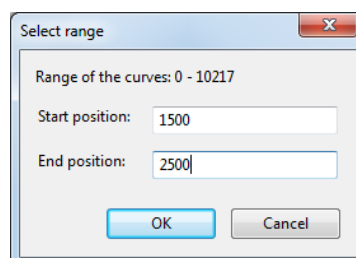 Select range
Range of the curves: 0 - 10217
Start position: 1500
End position: 2500
OK Cancel